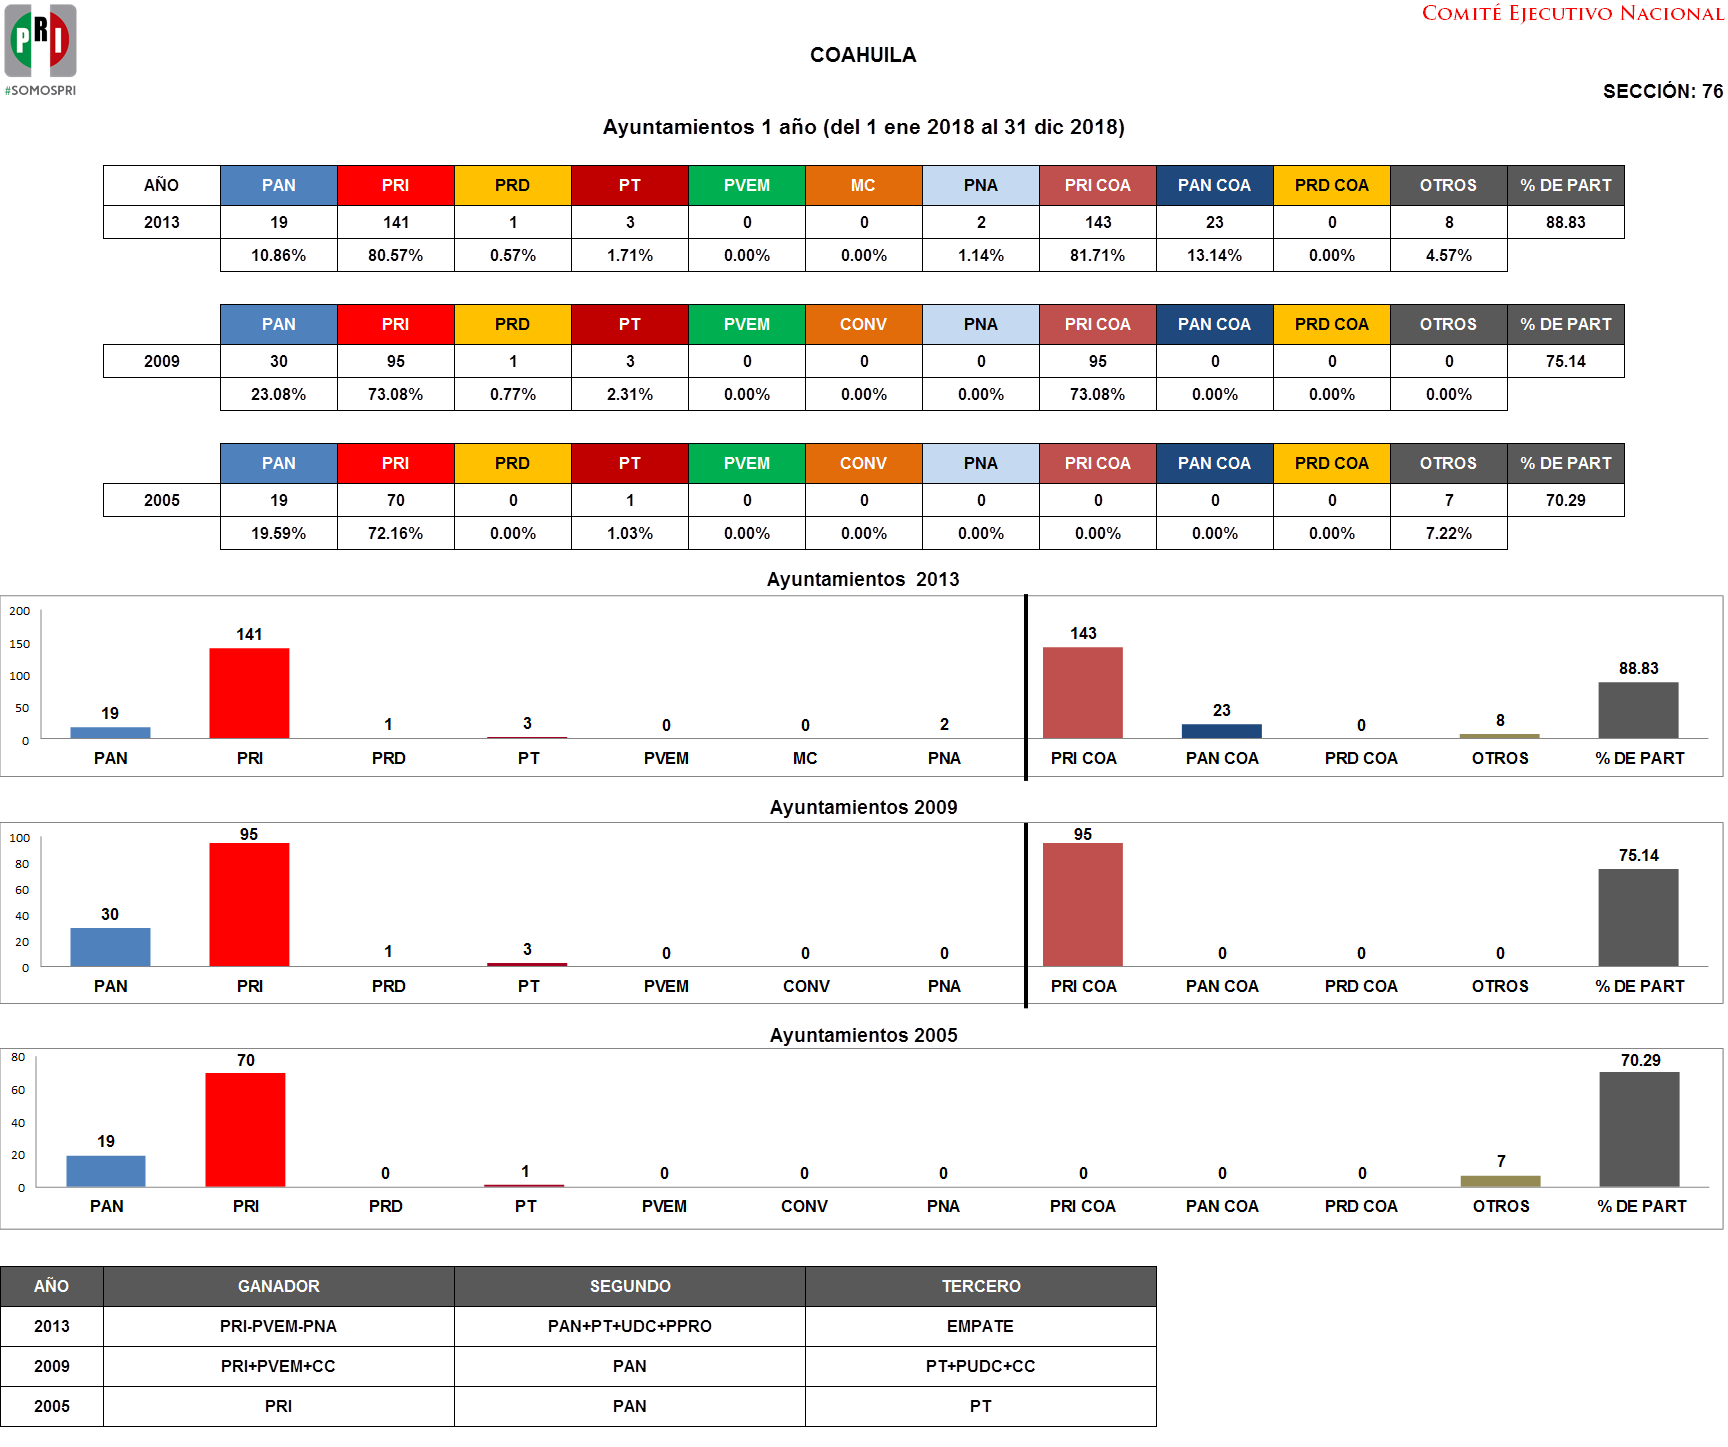 COMITÉ EJECUTIVO NACIONAL
PRI
#SOMOSPRI
COAHUILA
SECCIÓN: 76
Ayuntamientos 1 año (del 1 ene 2018 al 31 dic 2018)
AÑO PAN PRI PRD PT PVEM MC PNA PRI COA PAN COA PRD COA OTROS % DE PART
2013 19 141 1 3 0 0 2 143 23 0 8 88.83
10.86% 80.57% 0.57% 1.71% 0.00% 0.00% 1.14% 81.71% 13.14% 0.00% 4.57%
PAN PRI PRD PT PVEM CONV PNA PRI COA PAN COA PRD COA OTROS % DE PART
2009 30 95 1 3 0 0 0 95 0 0 0 75.14
23.08% 73.08% 0.77% 2.31% 0.00% 0.00% 0.00% 73.08% 0.00% 0.00% 0.00%
PAN PRI PRD PT PVEM CONV PNA PRI COA PAN COA PRD COA OTROS % DE PART
2005 19 70 0 1 0 0 0 0 0 0 7 70.29
19.59% 72.16% 0.00% 1.03% 0.00% 0.00% 0.00% 0.00% 0.00% 0.00% 7.22%
Ayuntamientos 2013
200
150
100
50
0
19 141 1 3 0 0 2 143 23 0 8 88.83
PAN PRI PRD PT PVEM MC PNA PRI COA PAN COA PRD COA OTROS % DE PART
Ayuntamientos 2009
100
80
60
40
20
0
30 95 1 3 0 0 0 95 0 0 0 75.14
PAN PRI PRD PT PVEM CONV PNA PRI COA PAN COA PRD COA OTROS % DE PART
Ayuntamientos 2005
80
60
40
20
0
19 70 0 1 0 0 0 0 0 0 7 70.29
PAN PRI PRD PT PVEM CONV PNA PRI COA PAN COA PRD COA OTROS % DE PART
AÑO GANADOR SEGUNDO TERCERO
2013 PRI-PVEM-PNA PAN+PT+UDC+PPRO EMPATE
2009 PRI+PVEM+CC PAN PT+PUDC+CC
2005 PRI PAN PT